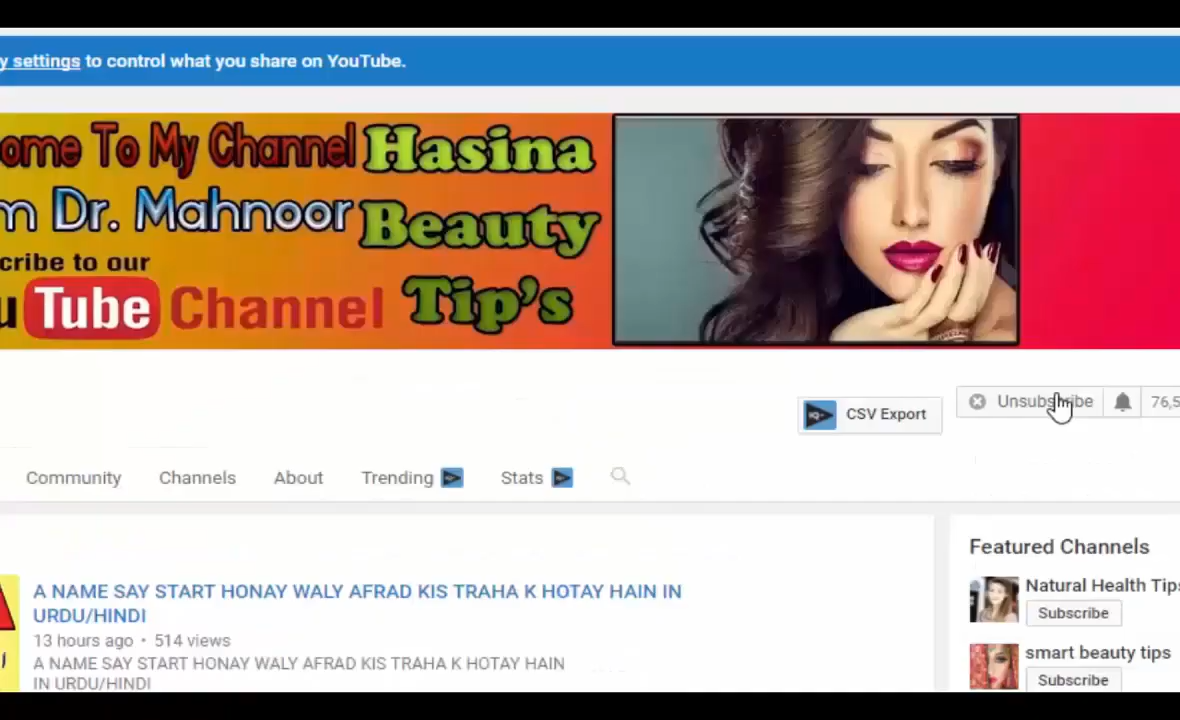 y settings to control what you share on YouTube.
ome To My Channel Hasina
m Dr. Mahnoor Beauty
cribe to our
u Tube Channel Tip's
CSV Export
Unsubscribe
76,5
Community Channels About Trending Stats
Featured Channels
A NAME SAY START HONAY WALY AFRAD KIS TRAHA K HOTAY HAIN IN
URDU/HINDI
13 hours ago • 514 views
A NAME SAY START HONAY WALY AFRAD KIS TRAHA K HOTAY HAIN
IN URDU/HINDI
Natural Health Tips
Subscribe
smart beauty tips
Subscribe